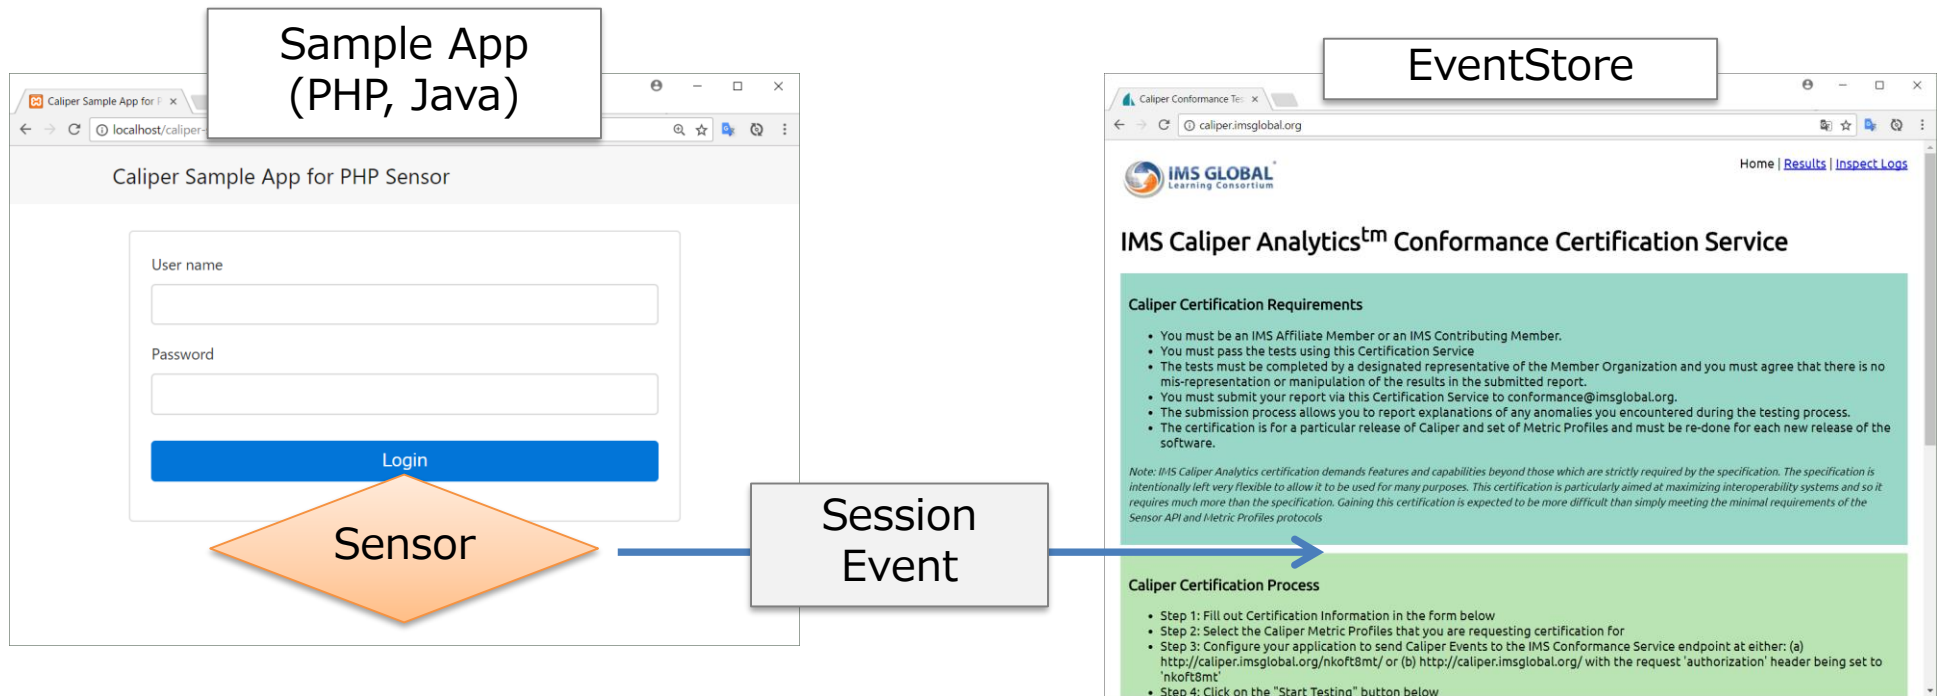 Sample App
(PHP, Java)
Caliper Sample App for P
localhost/caliper-
Caliper Sample App for PHP Sensor
User name
Password
Login
Sensor
Session
Event
EventStore
Caliper Conformance Te
caliper.imsglobal.org
IMS GLOBAL
Learning Consortium
Home | Results | Inspect Logs
IMS Caliper Analytics™ Conformance Certification Service
Caliper Certification Requirements
• You must be an IMS Affiliate Member or an IMS Contributing Member.
• You must pass the tests using this Certification Service
• The tests must be completed by a designated representative of the Member Organization and you must agree that there is no
mis-representation or manipulation of the results in the submitted report.
• You must submit your report via this Certification Service to conformance@imsglobal.org.
• The submission process allows you to report explanations of any anomalies you encountered during the testing process.
• The certification is for a particular release of Caliper and set of Metric Profiles and must be re-done for each new release of the
software.
Note: IMS Caliper Analytics certification demands features and capabilities beyond those which are strictly required by the specification. The specification is
intentionally left very flexible to allow it to be used for many purposes. This certification is particularly aimed at maximizing interoperability systems and so it
requires much more than the specification. Gaining this certification is expected to be more difficult than simply meeting the minimal requirements of the
Sensor API and Metric Profiles protocols
Caliper Certification Process
• Step 1: Fill out Certification Information in the form below
• Step 2: Select the Caliper Metric Profiles that you are requesting certification for
• Step 3: Configure your application to send Caliper Events to the IMS Conformance Service endpoint at either: (a)
http://caliper.imsglobal.org/nkoft8mt/ or (b) http://caliper.imsglobal.org/ with the request 'authorization' header being set to
'nkoft8mt'
• Step 4: Click on the "Start Testing" button below